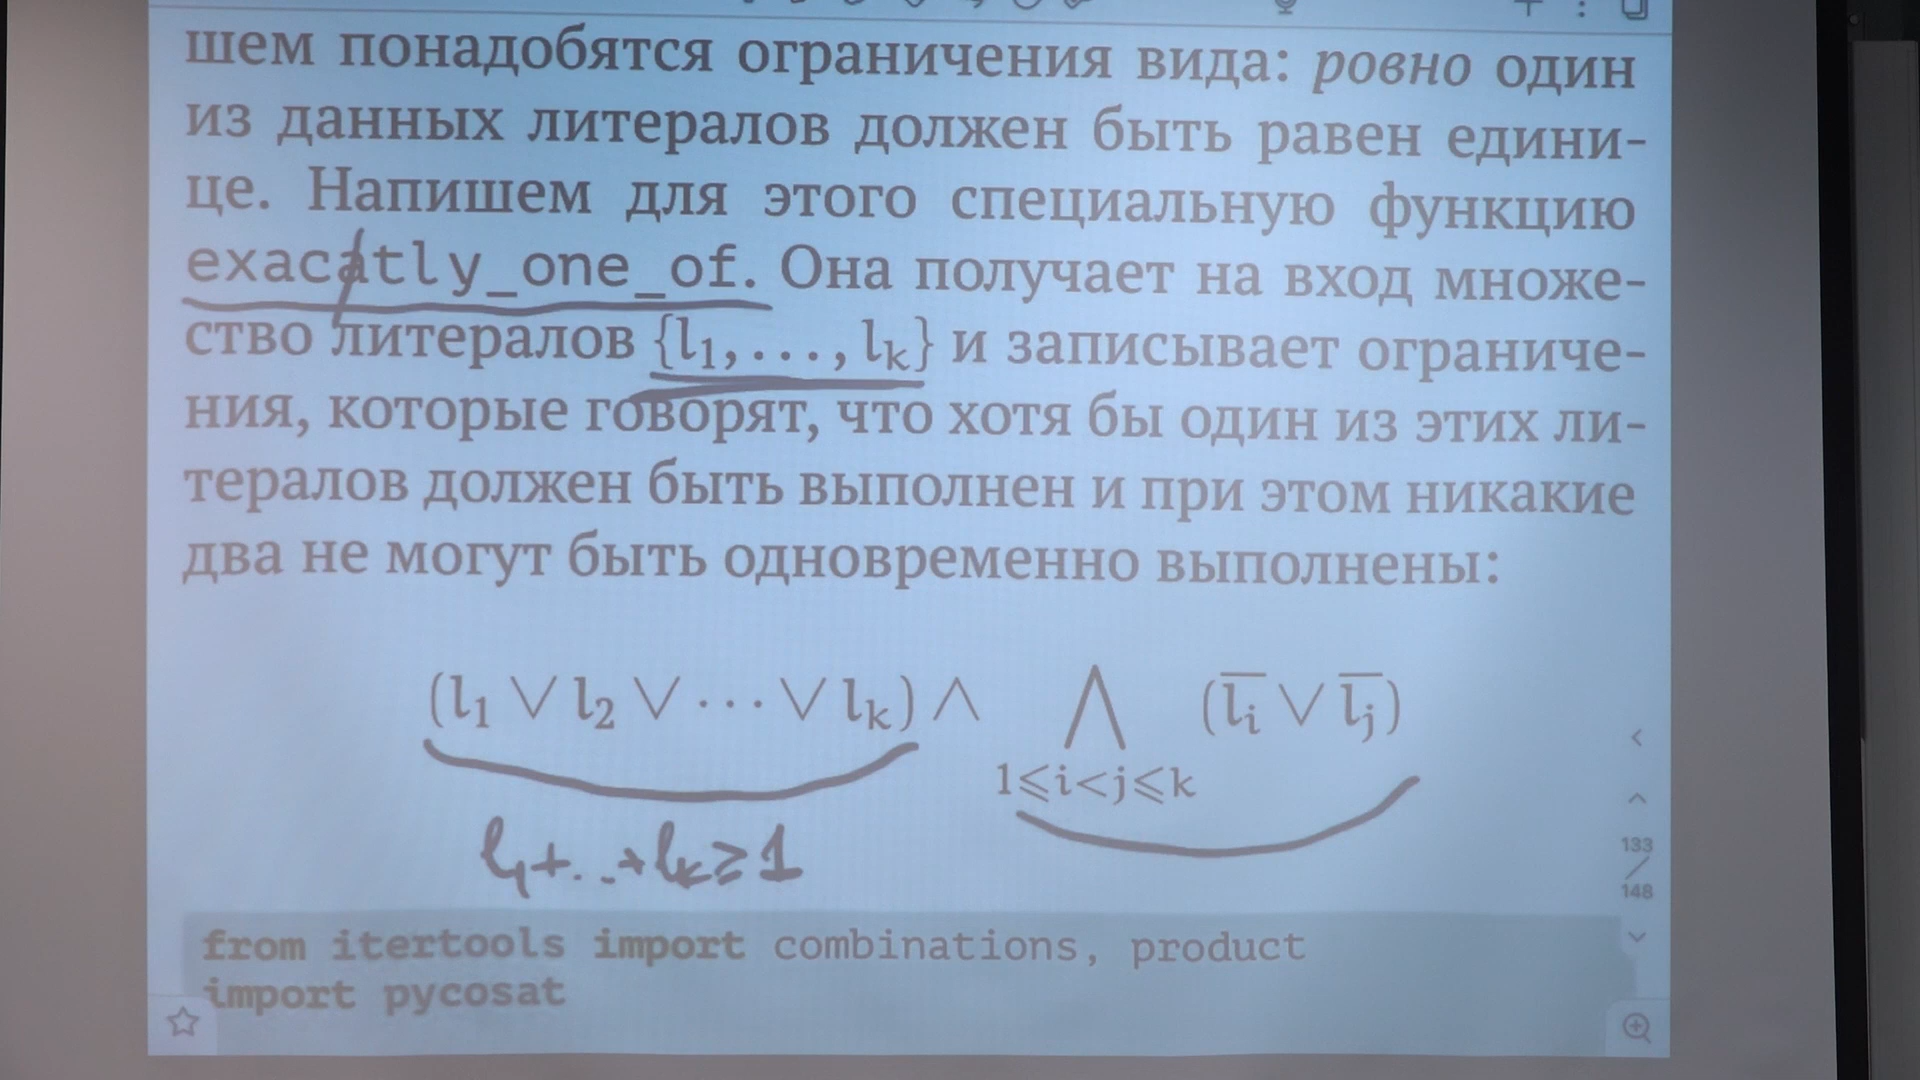 шем понадобятся ограничения вида: ровно один
из данных литералов должен быть равен едини-
це. Напишем для этого специальную функцию
exacatly_one_of. Она получает на вход множе-
ство литералов {l₁, ..., lₖ} и записывает ограниче-
ния, которые говорят, что хотя бы один из этих ли-
тералов должен быть выполнен и при этом никакие
два не могут быть одновременно выполнены:
(l₁ ∨ l₂ ∨ ··· ∨ lₖ) ∧ ⋀ (l̅ᵢ ∨ l̅ⱼ)
1⩽i<j⩽k
l₁+...+lₖ≥1
133
/
148
from itertools import combinations, product
import pycosat